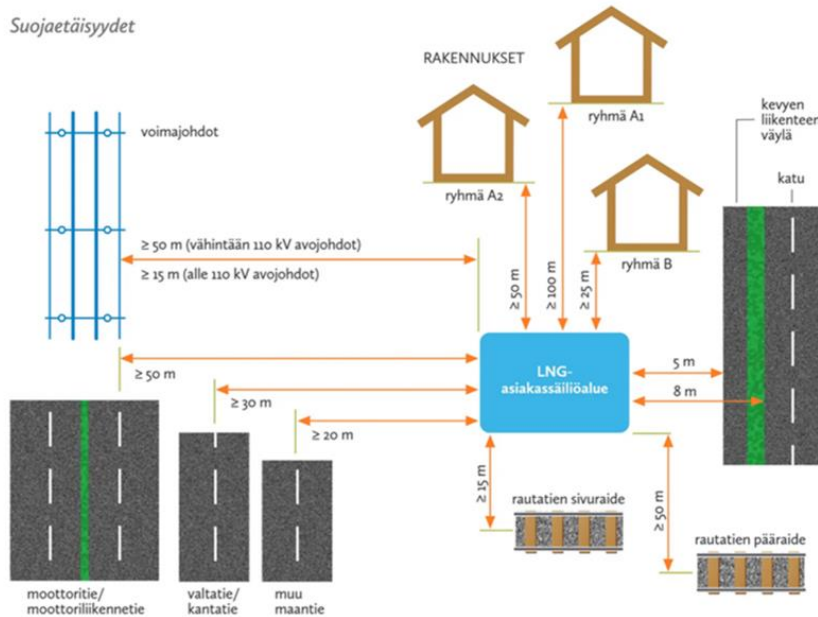 Suojaetäisyydet
RAKENNUKSET
ryhmä A1
kevyen
liikenteen
väylä
voimajohdot
katu
ryhmä A2
≥ 50 m (vähintään 110 kV avojohdot)
ryhmä B
≥ 15 m (alle 110 kV avojohdot)
≥ 50 m
≥ 100 m
≥ 25 m
LNG-
asiakassäiliöalue
5 m
≥ 50 m
8 m
≥ 30 m
≥ 20 m
≥ 15 m
≥ 50 m
rautatien sivuraide
rautatien pääraide
moottoritie/
moottoriliikennetie
valtatie/
kantatie
muu
maantie